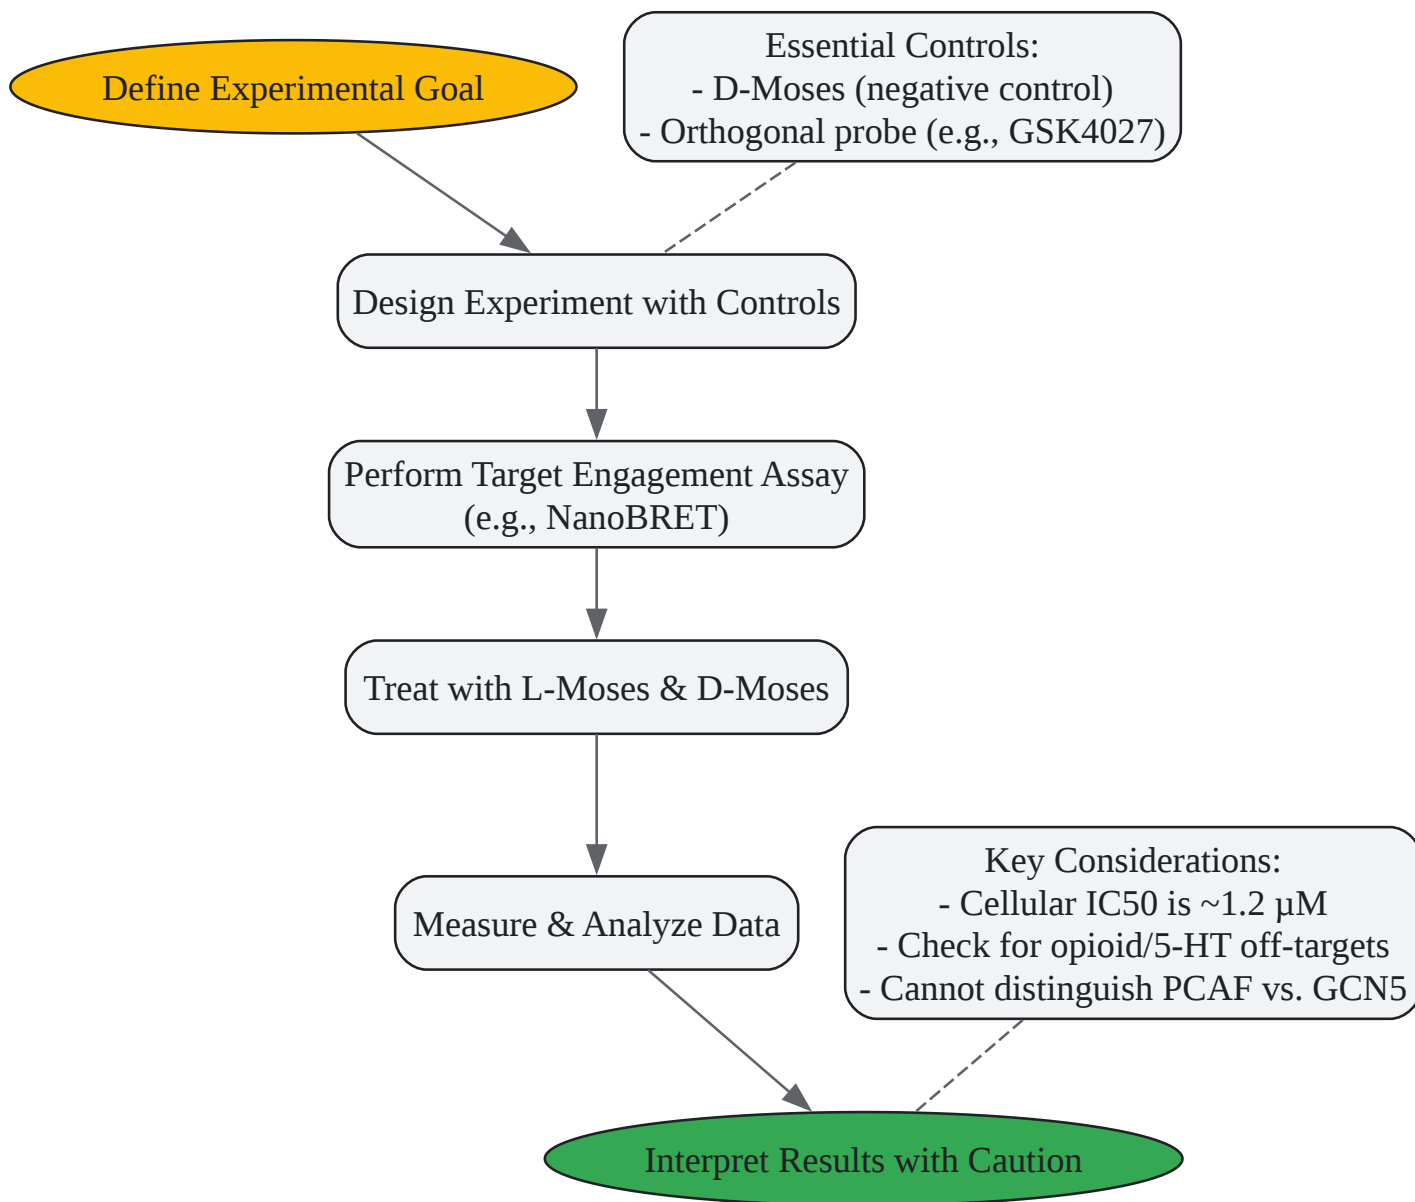 Define Experimental Goal
Essential Controls:
- D-Moses (negative control)
- Orthogonal probe (e.g., GSK4027)
Design Experiment with Controls
Perform Target Engagement Assay
(e.g., NanoBRET)
Treat with L-Moses & D-Moses
Measure & Analyze Data
Key Considerations:
- Cellular IC50 is ~1.2 µM
- Check for opioid/5-HT off-targets
- Cannot distinguish PCAF vs. GCN5
Interpret Results with Caution